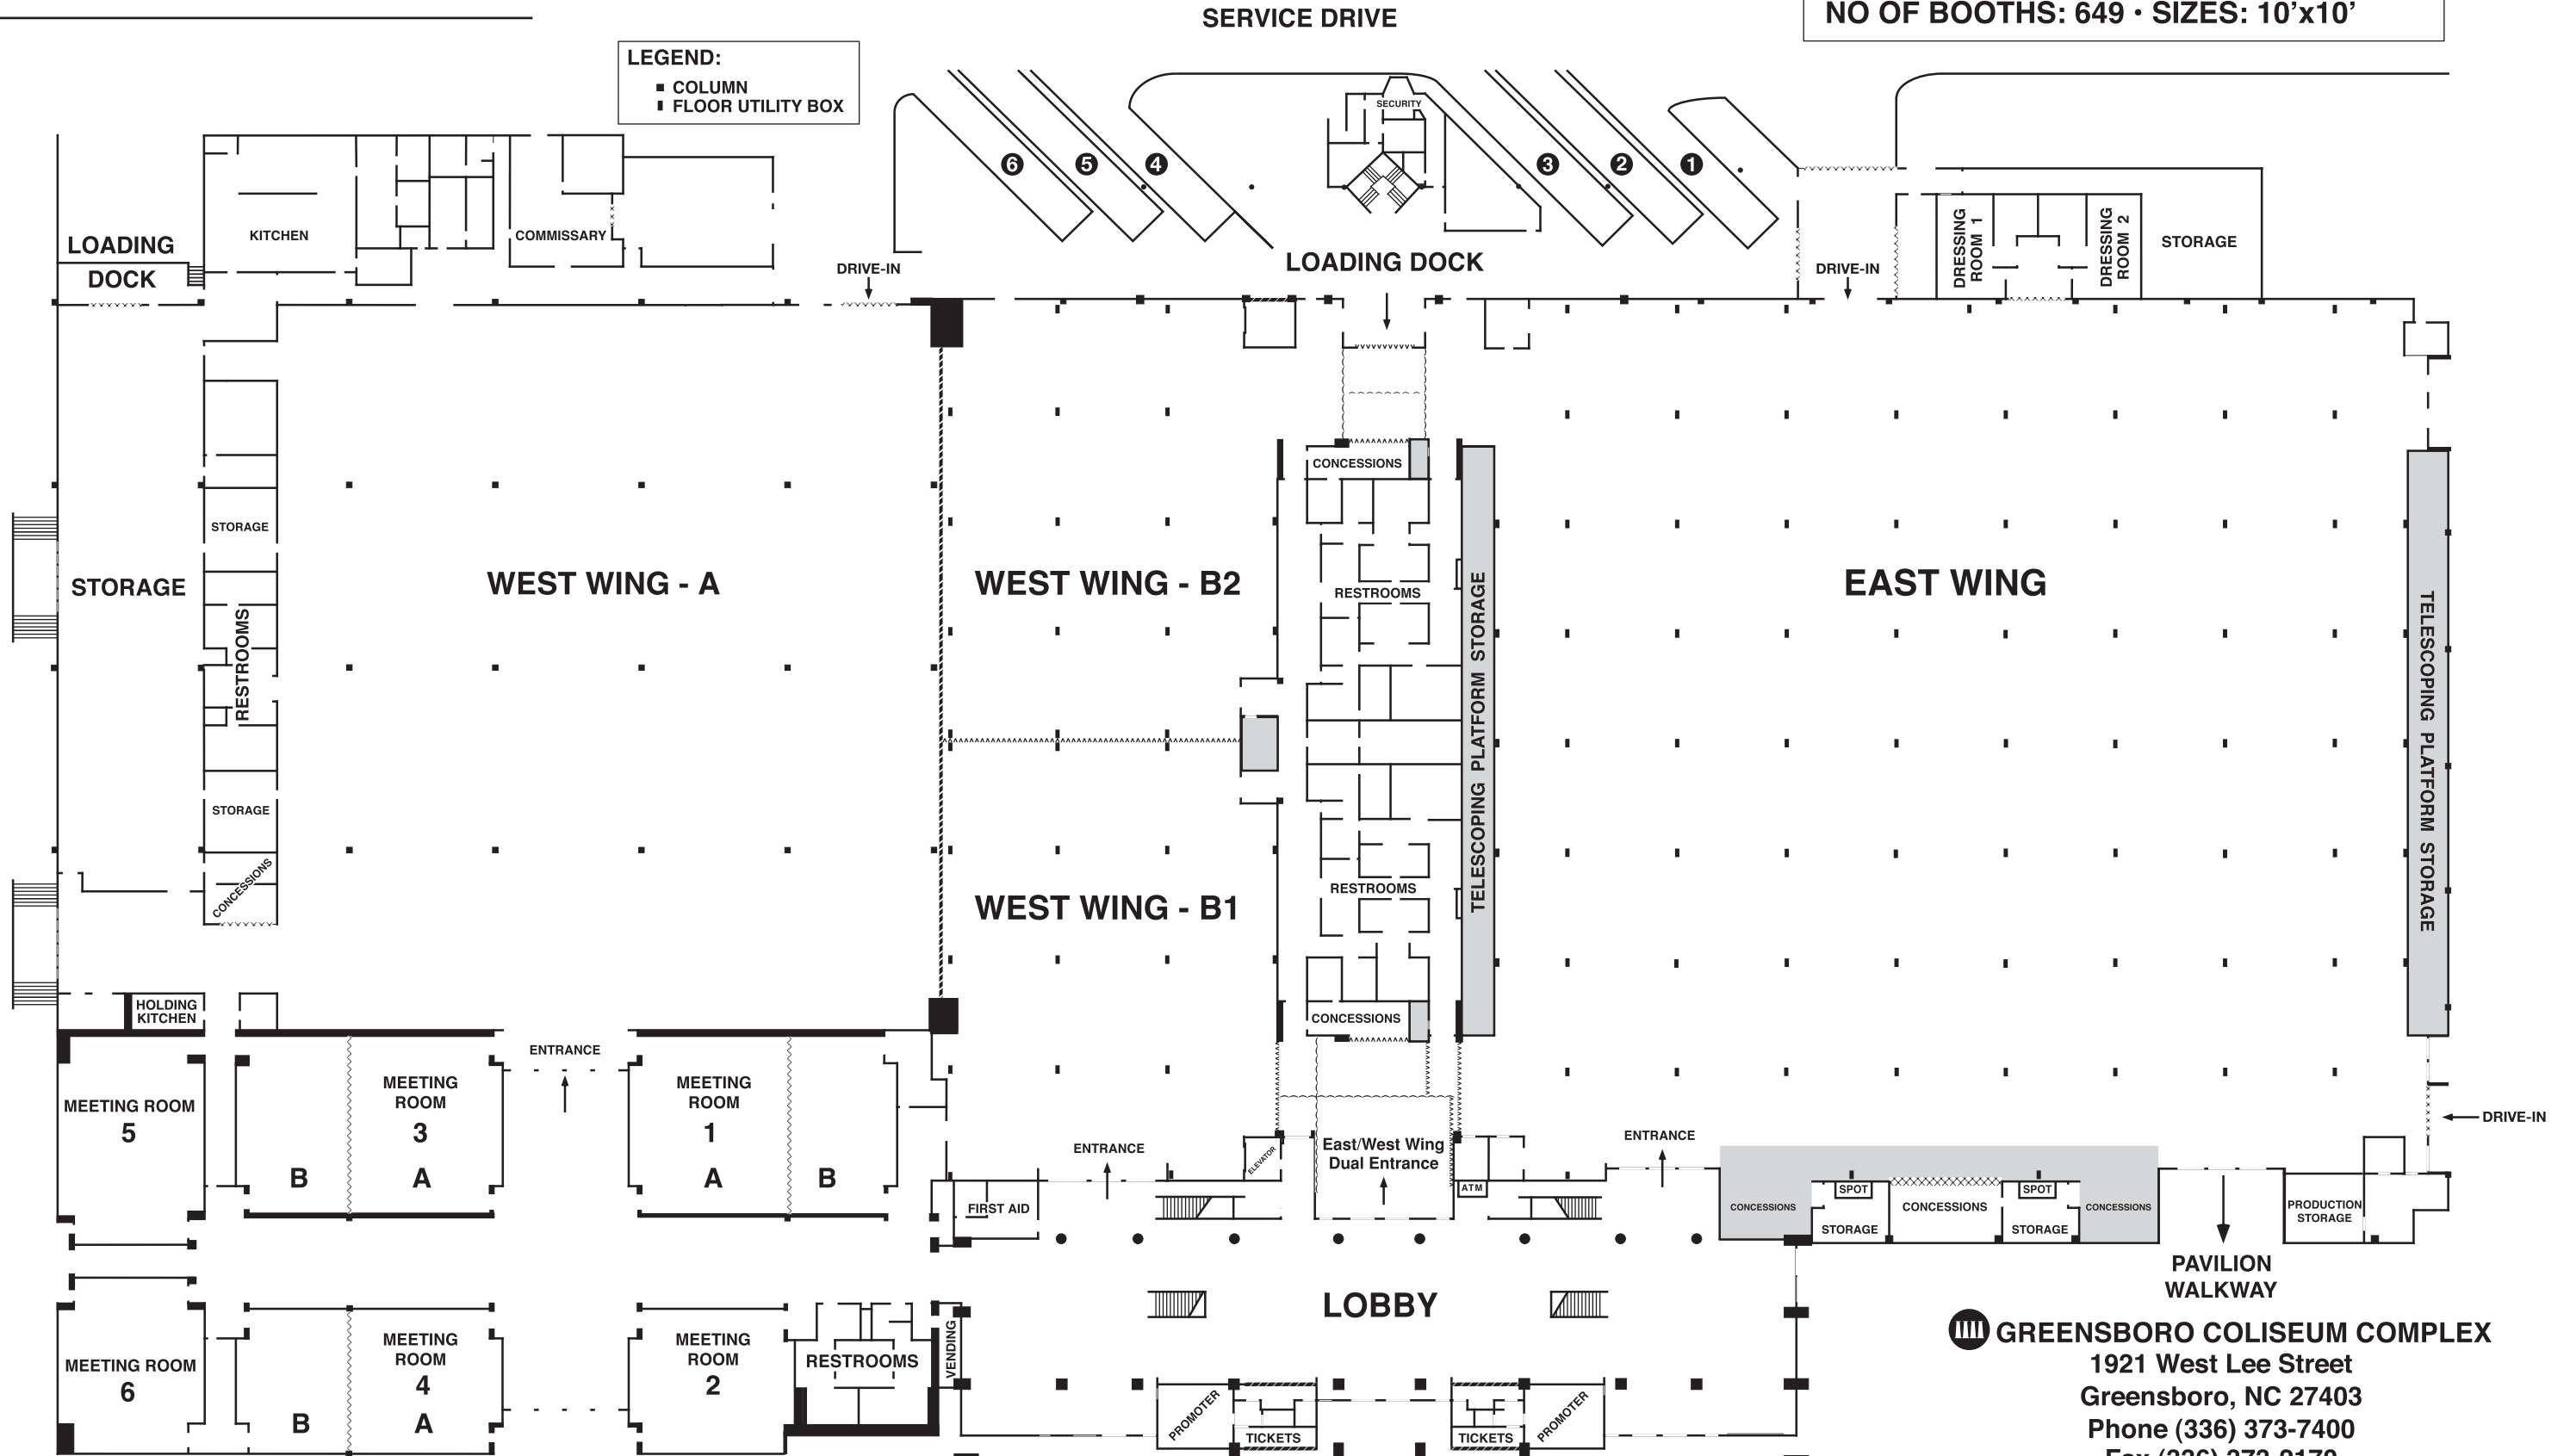 SERVICE DRIVE
NO OF BOOTHS: 649 • SIZES: 10’x10’
LEGEND:
COLUMN
FLOOR UTILITY BOX
SECURITY
6
5
4
3
2
1
KITCHEN
COMMISSARY
LOADING
DOCK
DRIVE-IN
LOADING DOCK
DRIVE-IN
DRESSING
ROOM 1
DRESSING
ROOM 2
STORAGE
CONCESSIONS
STORAGE
STORAGE
WEST WING - A
WEST WING - B2
RESTROOMS
EAST WING
RESTROOMS
TELESCOPING PLATFORM STORAGE
TELESCOPING PLATFORM STORAGE
STORAGE
CONCESSIONS
WEST WING - B1
RESTROOMS
HOLDING
KITCHEN
CONCESSIONS
ENTRANCE
MEETING ROOM
5
MEETING
ROOM
3
B
A
MEETING
ROOM
1
A
B
ENTRANCE
ELEVATOR
East/West Wing
Dual Entrance
ENTRANCE
DRIVE-IN
ATM
FIRST AID
CONCESSIONS
SPOT
STORAGE
CONCESSIONS
SPOT
STORAGE
CONCESSIONS
PRODUCTION
STORAGE
PAVILION
WALKWAY
LOBBY
MEETING ROOM
6
MEETING
ROOM
4
B
A
MEETING
ROOM
2
RESTROOMS
VENDING
PROMOTER
TICKETS
TICKETS
PROMOTER
GREENSBORO COLISEUM COMPLEX
1921 West Lee Street
Greensboro, NC 27403
Phone (336) 373-7400